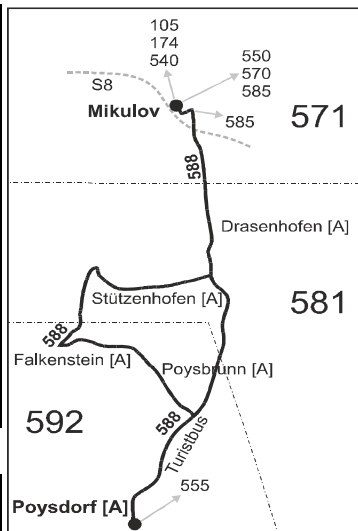 105
174
540
550
570
585
S8
Mikulov
585
571
588
Drasenhofen [A]
Stützenhofen [A]
581
588
Falkenstein [A]
Poysbrunn [A]
592
588
Turistbus
Poysdorf [A]
555